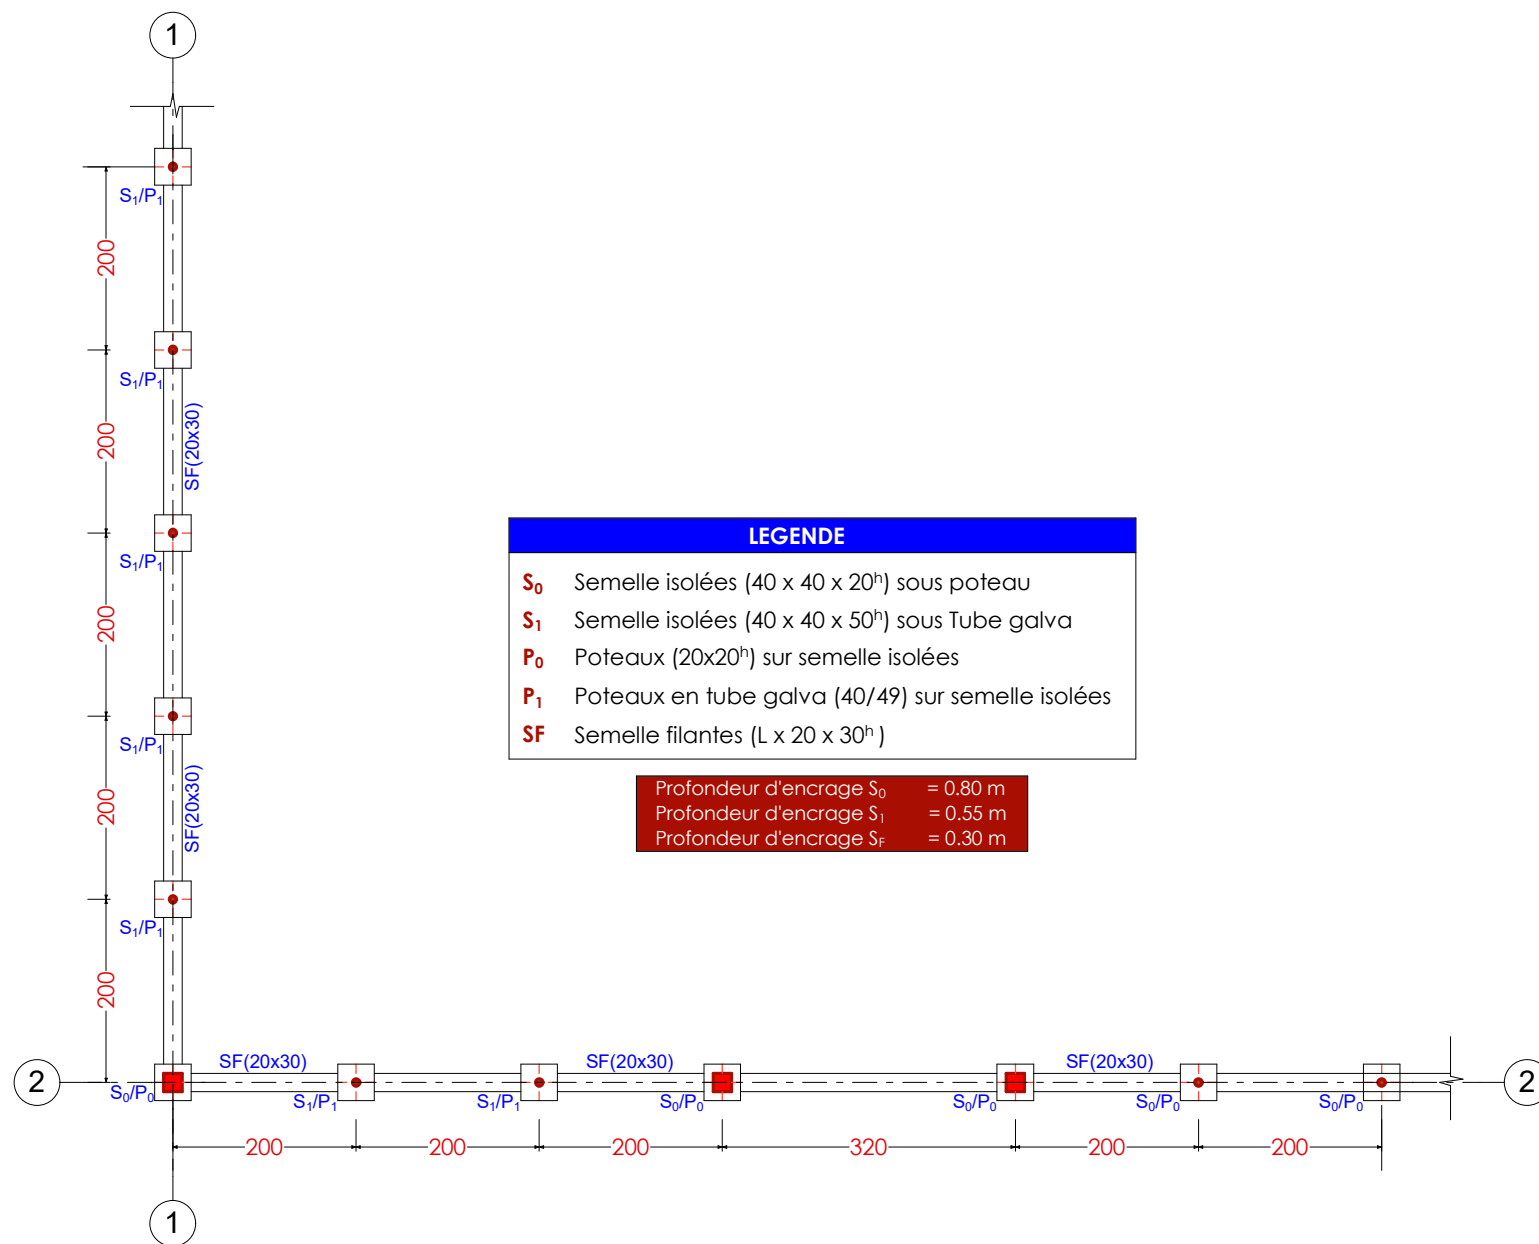 1
S₁/P₁
200
S₁/P₁
200
SF(20x30)
S₁/P₁
200
S₁/P₁
200
SF(20x30)
S₁/P₁
200
LEGENDE
S₀ Semelle isolées (40 x 40 x 20ʰ) sous poteau
S₁ Semelle isolées (40 x 40 x 50ʰ) sous Tube galva
P₀ Poteaux (20x20ʰ) sur semelle isolées
P₁ Poteaux en tube galva (40/49) sur semelle isolées
SF Semelle filantes (L x 20 x 30ʰ )
Profondeur d'encrage S₀ = 0.80 m
Profondeur d'encrage S₁ = 0.55 m
Profondeur d'encrage SF = 0.30 m
SF(20x30) SF(20x30) SF(20x30)
2 2
S₀/P₀ S₁/P₁ S₁/P₁ S₀/P₀ S₀/P₀ S₀/P₀ S₀/P₀
200 200 200 320 200 200
1